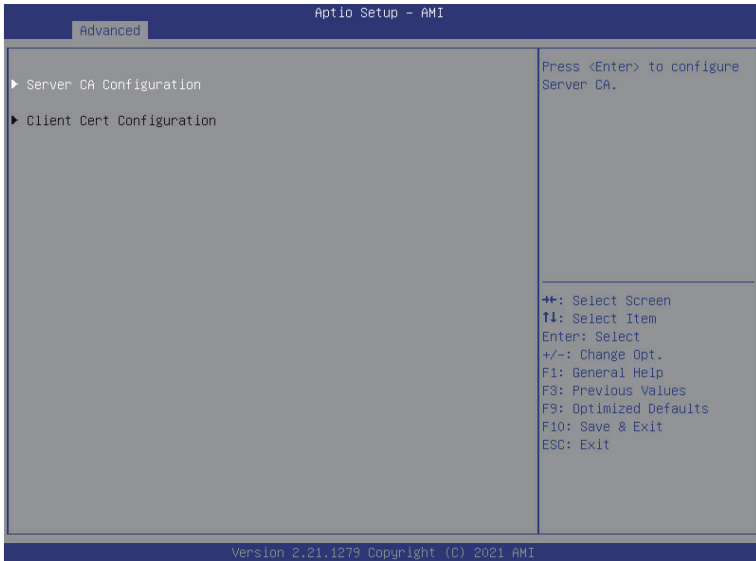 Aptio Setup – AMI
Advanced
▶ Server CA Configuration
▶ Client Cert Configuration
Press <Enter> to configure
Server CA.
→←: Select Screen
↑↓: Select Item
Enter: Select
+/-: Change Opt.
F1: General Help
F3: Previous Values
F9: Optimized Defaults
F10: Save & Exit
ESC: Exit
Version 2.21.1279 Copyright (C) 2021 AMI